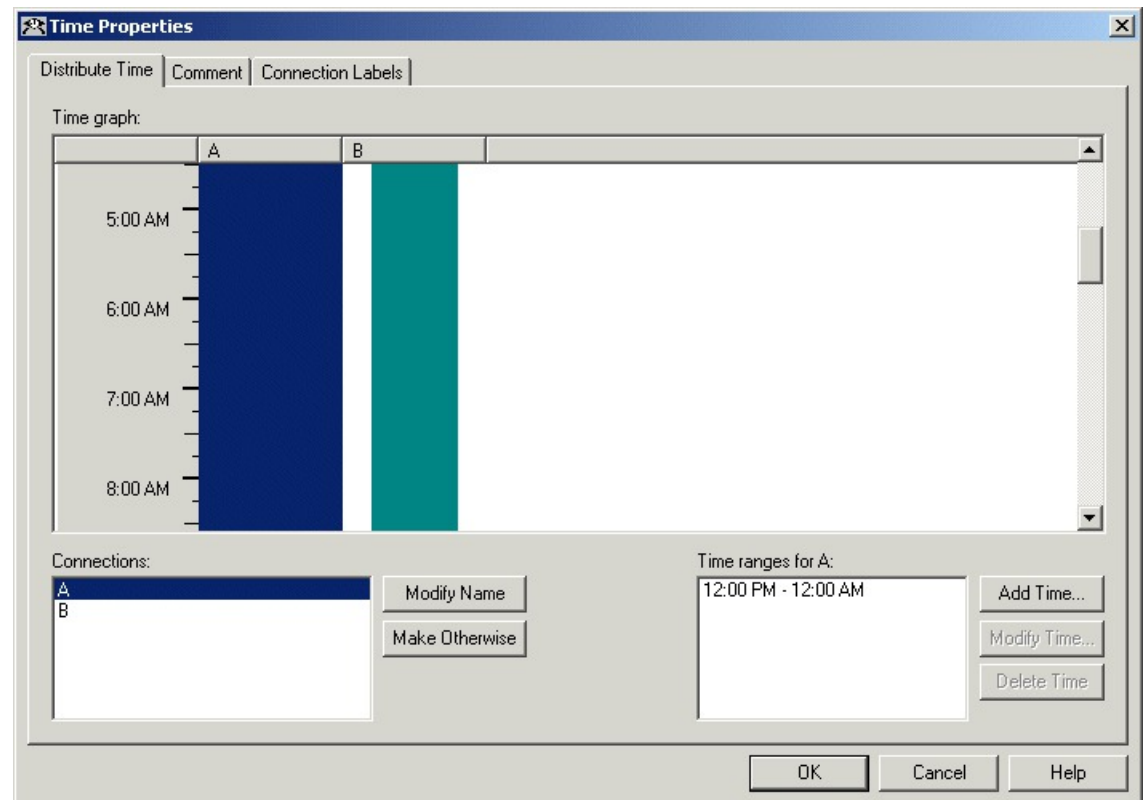 Time Properties
Distribute Time Comment Connection Labels
Time graph:
A B
5:00 AM
6:00 AM
7:00 AM
8:00 AM
Connections:
A
B
Modify Name
Make Otherwise
Time ranges for A:
12:00 PM - 12:00 AM
Add Time...
Modify Time...
Delete Time
OK Cancel Help